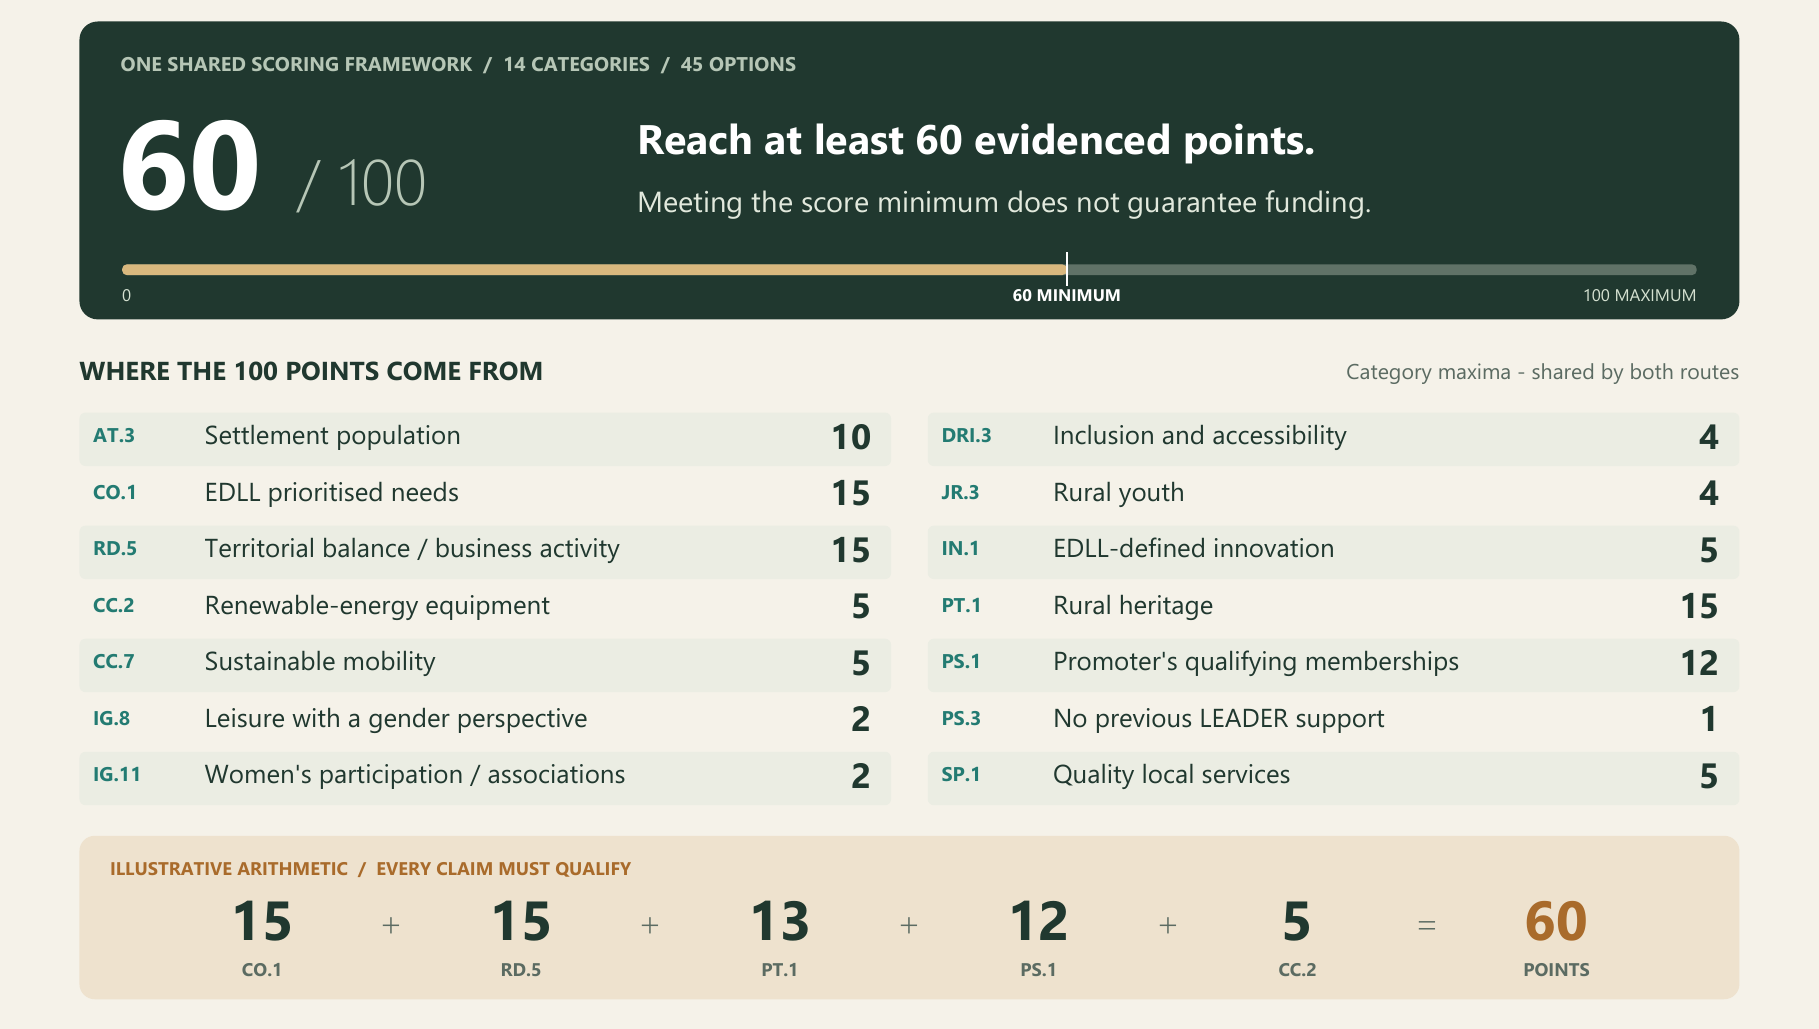 ONE SHARED SCORING FRAMEWORK / 14 CATEGORIES / 45 OPTIONS
60 / 100
Reach at least 60 evidenced points.
Meeting the score minimum does not guarantee funding.
0
60 MINIMUM
100 MAXIMUM
WHERE THE 100 POINTS COME FROM
Category maxima - shared by both routes
AT.3 Settlement population 10
CO.1 EDLL prioritised needs 15
RD.5 Territorial balance / business activity 15
CC.2 Renewable-energy equipment 5
CC.7 Sustainable mobility 5
IG.8 Leisure with a gender perspective 2
IG.11 Women's participation / associations 2
DRI.3 Inclusion and accessibility 4
JR.3 Rural youth 4
IN.1 EDLL-defined innovation 5
PT.1 Rural heritage 15
PS.1 Promoter's qualifying memberships 12
PS.3 No previous LEADER support 1
SP.1 Quality local services 5
ILLUSTRATIVE ARITHMETIC / EVERY CLAIM MUST QUALIFY
15 + 15 + 13 + 12 + 5 = 60
CO.1 RD.5 PT.1 PS.1 CC.2 POINTS